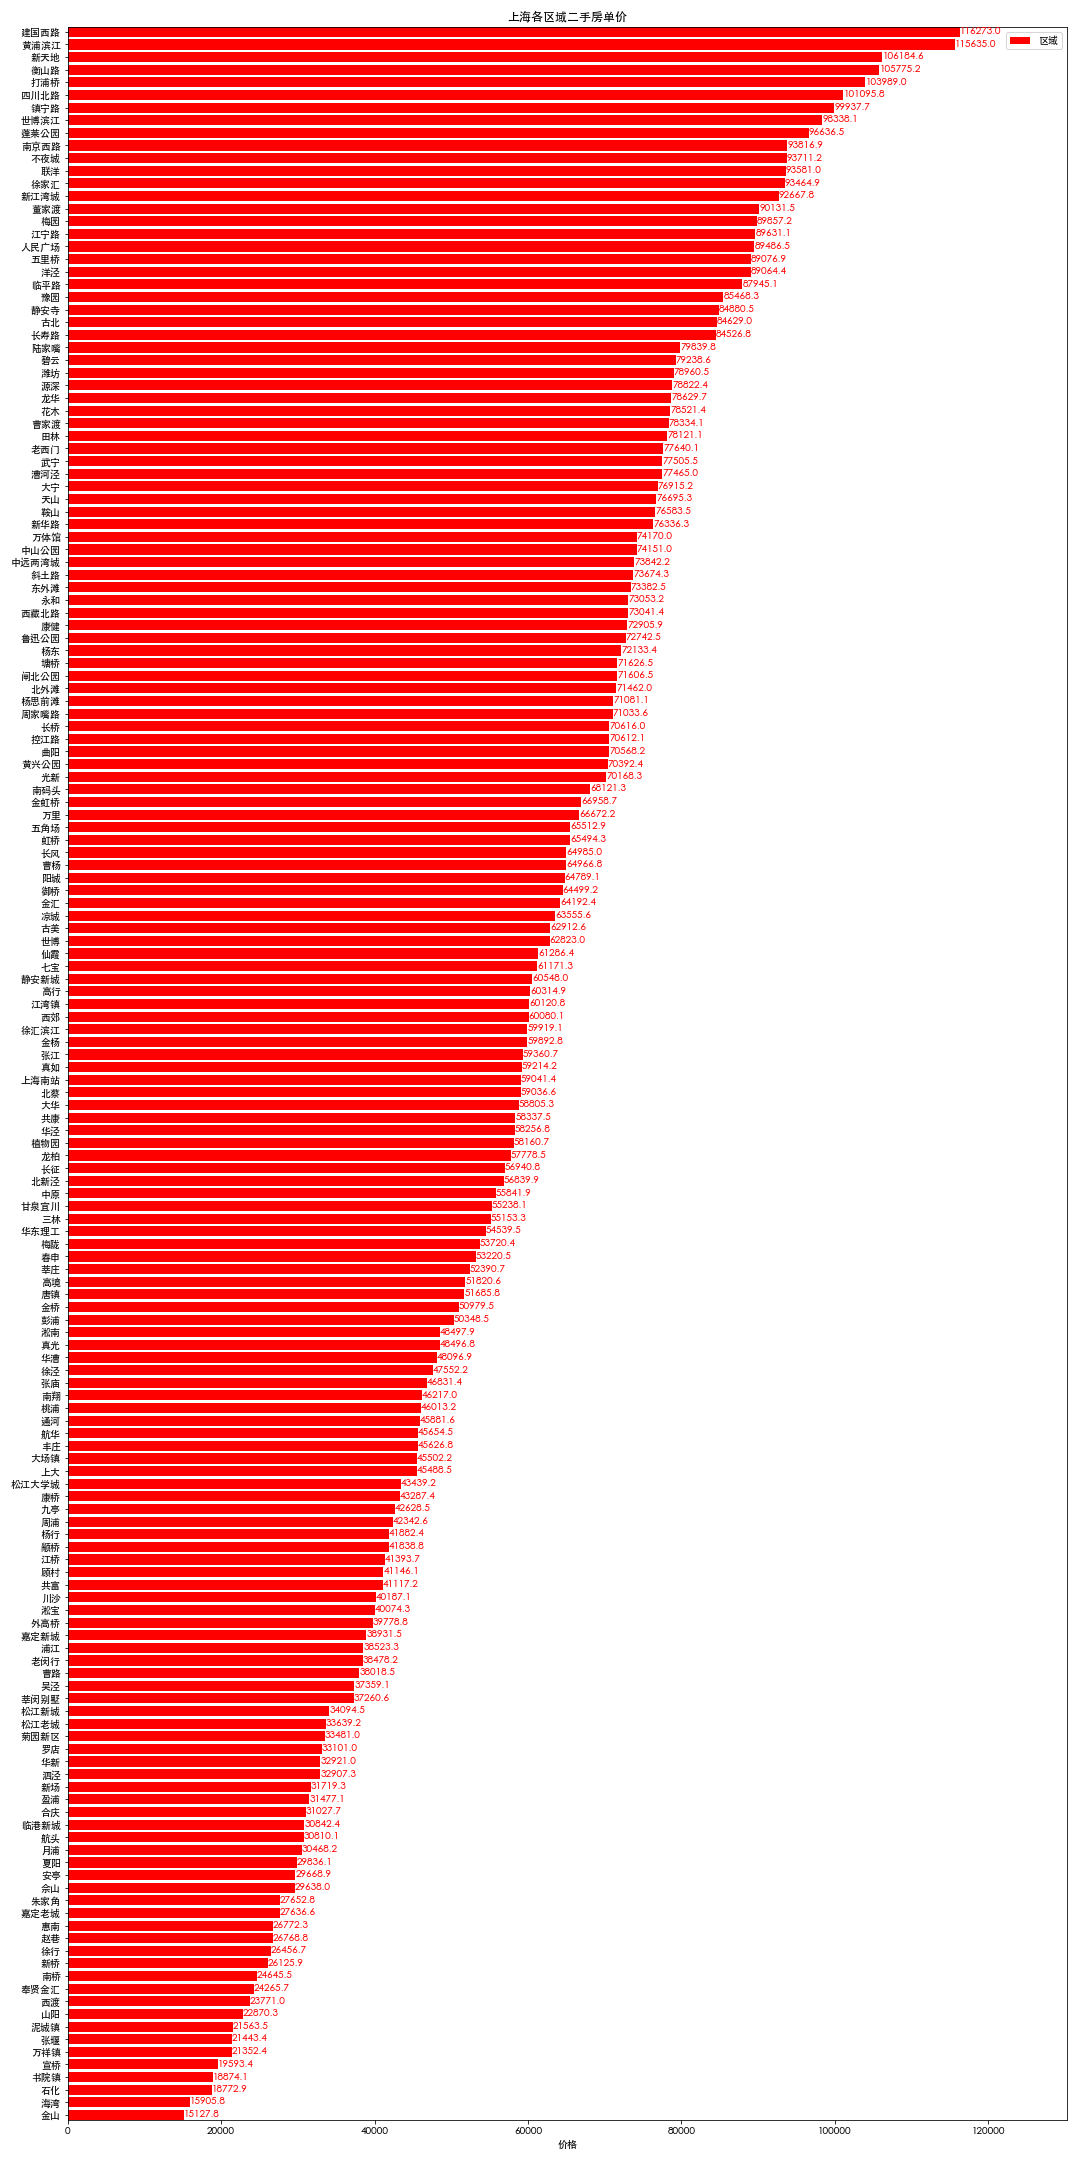 上海各区域二手房单价
区域
建国西路 116273.0
黄浦滨江 115635.0
新天地 106184.6
衡山路 105775.2
打浦桥 103989.0
四川北路 101095.8
镇宁路 99937.7
世博滨江 98338.1
蓬莱公园 96636.5
南京西路 93816.9
不夜城 93711.2
联洋 93581.0
徐家汇 93464.9
新江湾城 92667.8
董家渡 90131.5
梅园 89857.2
江宁路 89631.1
人民广场 89486.5
五里桥 89076.9
洋泾 89064.4
临平路 87945.1
豫园 85468.3
静安寺 84880.5
古北 84629.0
长寿路 84526.8
陆家嘴 79839.8
碧云 79238.6
潍坊 78960.5
源深 78822.4
龙华 78629.7
花木 78521.4
曹家渡 78334.1
田林 78121.1
老西门 77640.1
武宁 77505.5
漕河泾 77465.0
大宁 76915.2
天山 76695.3
鞍山 76583.5
新华路 76336.3
万体馆 74170.0
中山公园 74151.0
中远两湾城 73842.2
斜土路 73674.3
东外滩 73382.5
永和 73053.2
西藏北路 73041.4
康健 72905.9
鲁迅公园 72742.5
杨东 72133.4
塘桥 71626.5
闸北公园 71606.5
北外滩 71462.0
杨思前滩 71081.1
周家嘴路 71033.6
长桥 70616.0
控江路 70612.1
曲阳 70568.2
黄兴公园 70392.4
光新 70168.3
南码头 68121.3
金虹桥 66958.7
万里 66672.2
五角场 65512.9
虹桥 65494.3
长风 64985.0
曹杨 64966.8
阳城 64789.1
御桥 64499.2
金汇 64192.4
凉城 63555.6
古美 62912.6
世博 62823.0
仙霞 61286.4
七宝 61171.3
静安新城 60548.0
高行 60314.9
江湾镇 60120.8
西郊 60080.1
徐汇滨江 59919.1
金杨 59892.8
张江 59360.7
真如 59214.2
上海南站 59041.4
北蔡 59036.6
大华 58805.3
共康 58337.5
华泾 58256.8
植物园 58160.7
龙柏 57778.5
长征 56940.8
北新泾 56839.9
中原 55841.9
甘泉宜川 55238.1
三林 55153.3
华东理工 54539.5
梅陇 53720.4
春申 53220.5
莘庄 52390.7
高境 51820.6
唐镇 51685.8
金桥 50979.5
彭浦 50348.5
淞南 48497.9
真光 48496.8
华漕 48096.9
徐泾 47552.2
张庙 46831.4
南翔 46217.0
桃浦 46013.2
通河 45881.6
航华 45654.5
丰庄 45626.8
大场镇 45502.2
上大 45488.5
松江大学城 43439.2
康桥 43287.4
九亭 42628.5
周浦 42342.6
杨行 41882.4
颛桥 41838.8
江桥 41393.7
顾村 41146.1
共富 41117.2
川沙 40187.1
淞宝 40074.3
外高桥 39778.8
嘉定新城 38931.5
浦江 38523.3
老闵行 38478.2
曹路 38018.5
吴泾 37359.1
莘闵别墅 37260.6
松江新城 34094.5
松江老城 33639.2
菊园新区 33481.0
罗店 33101.0
华新 32921.0
泗泾 32907.3
新场 31719.3
盈浦 31477.1
合庆 31027.7
临港新城 30842.4
航头 30810.1
月浦 30468.2
夏阳 29836.1
安亭 29668.9
佘山 29638.0
朱家角 27652.8
嘉定老城 27636.6
惠南 26772.3
赵巷 26768.8
徐行 26456.7
新桥 26125.9
南桥 24645.5
奉贤金汇 24265.7
西渡 23771.0
山阳 22870.3
泥城镇 21563.5
张堰 21443.4
万祥镇 21352.4
宣桥 19593.4
书院镇 18874.1
石化 18772.9
海湾 15905.8
金山 15127.8
0 20000 40000 60000 80000 100000 120000
价格